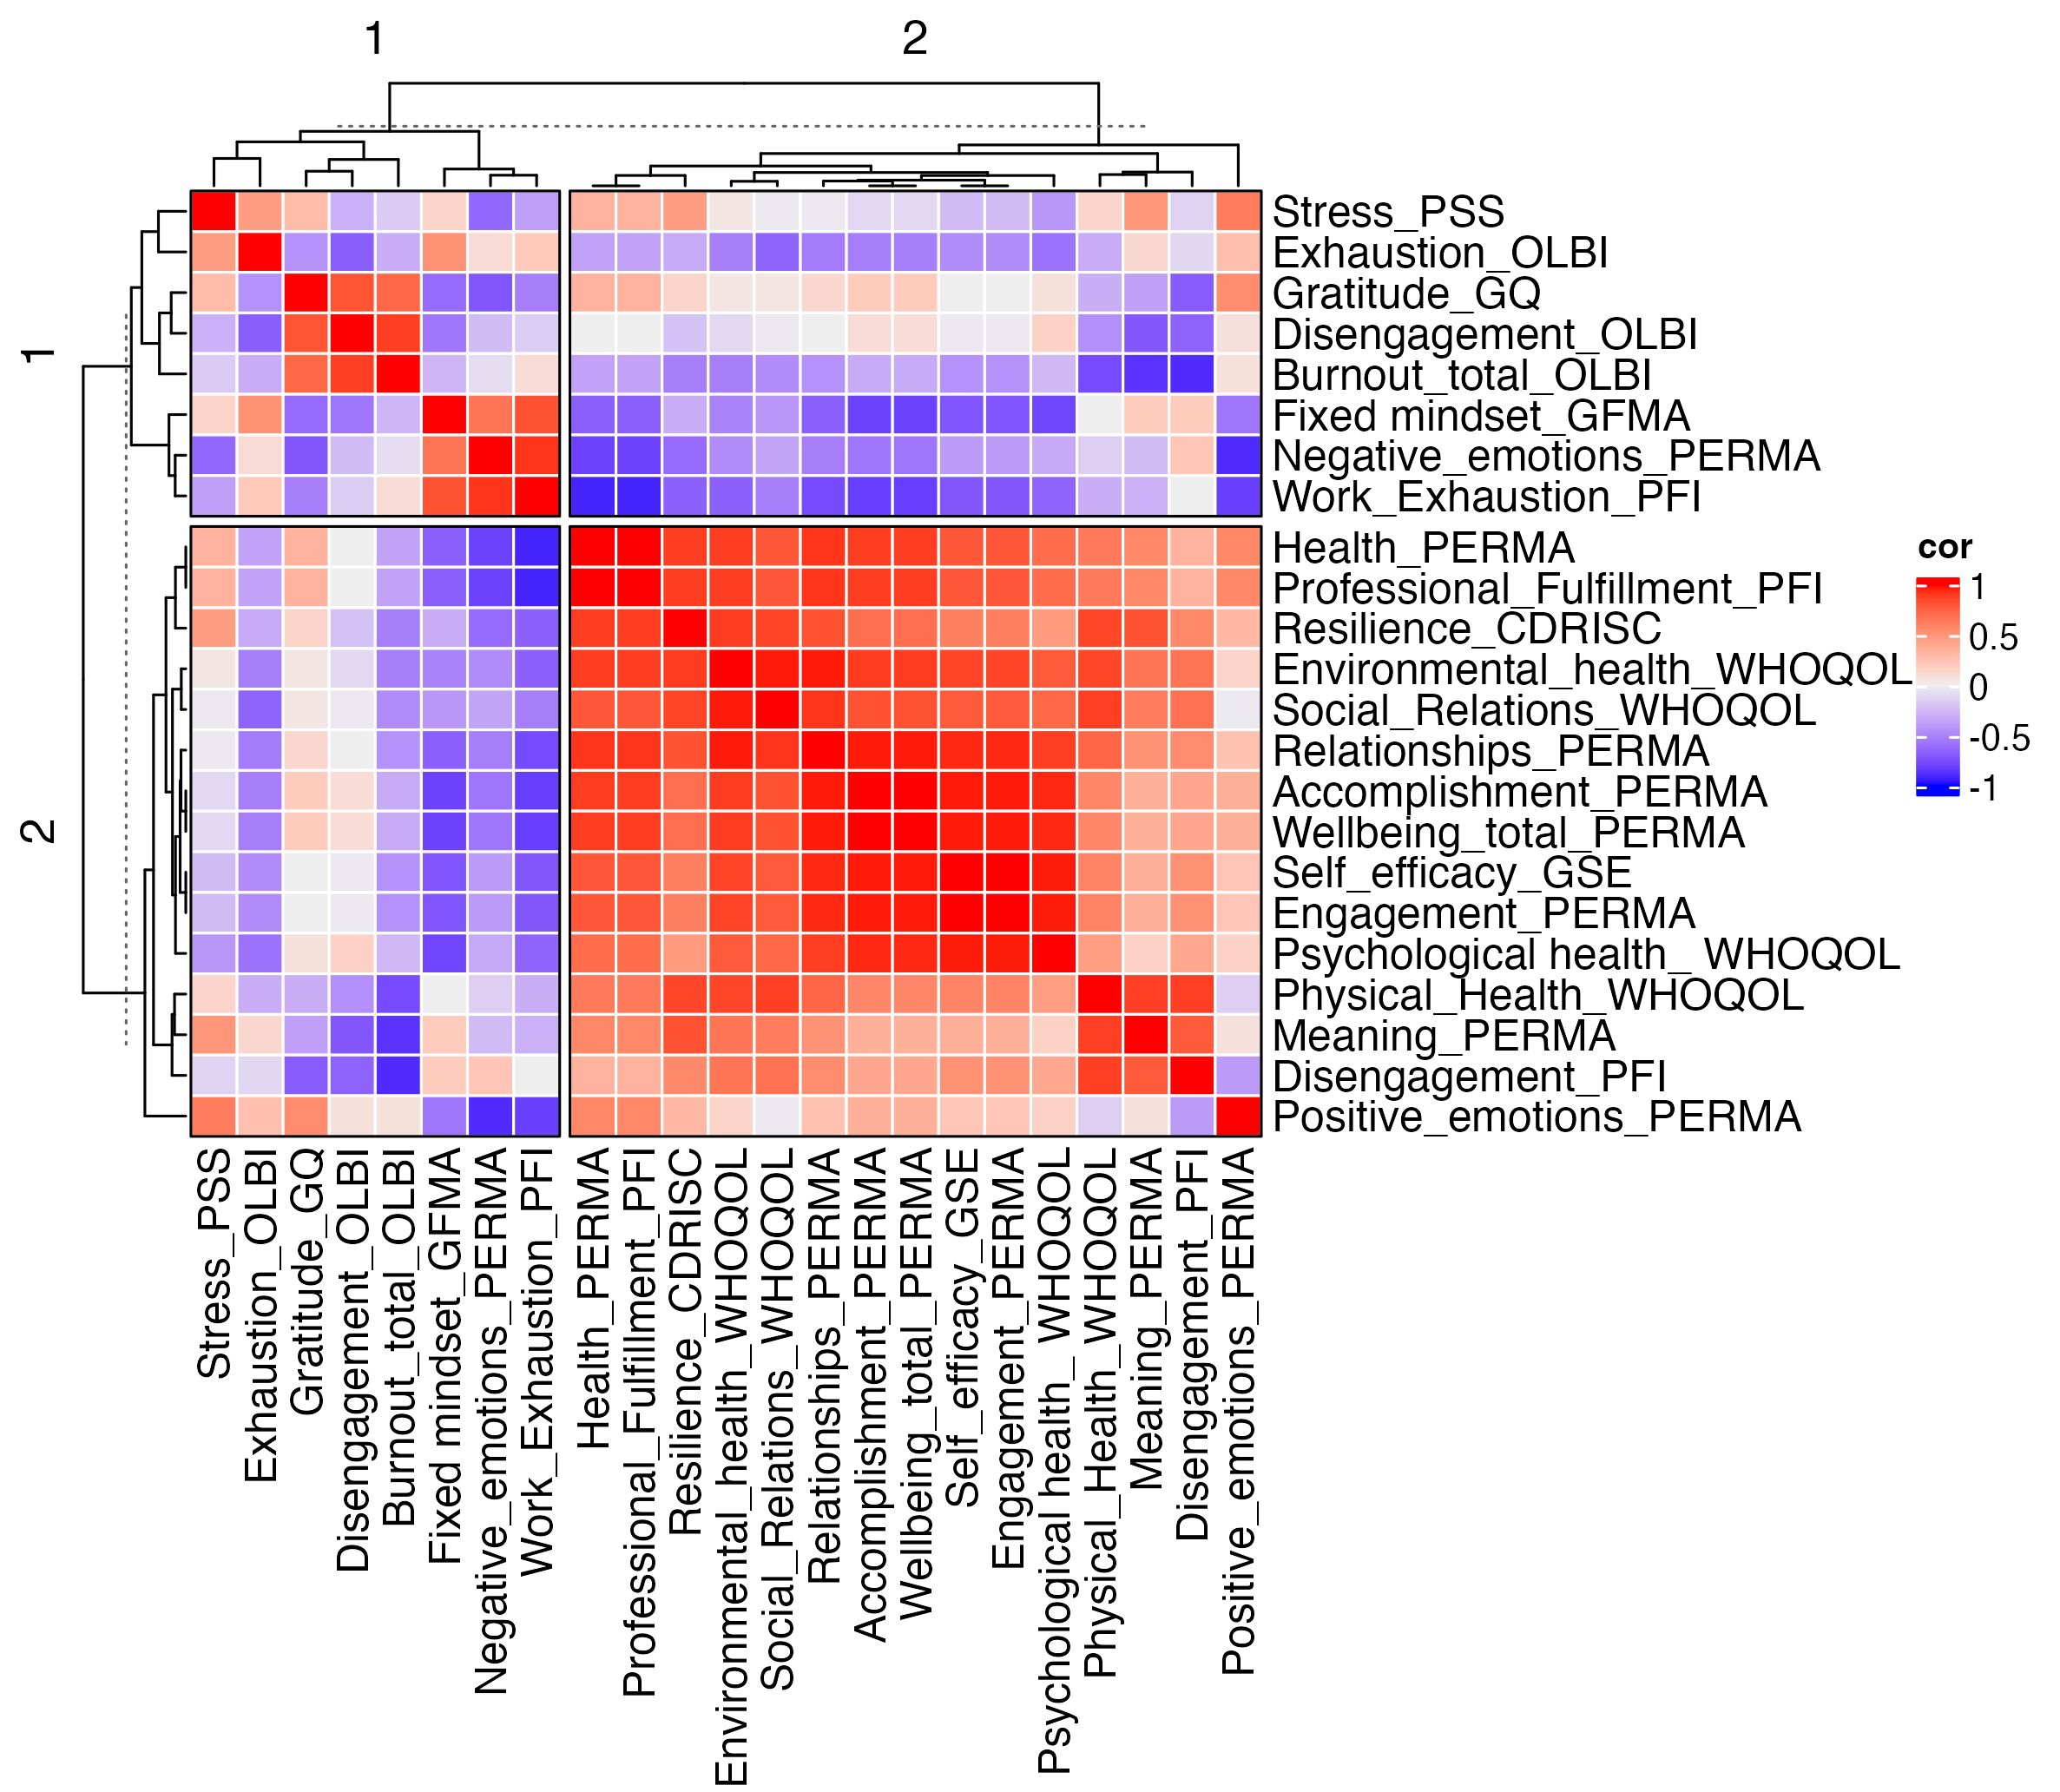 1
2
1
2
Stress_PSS
Exhaustion_OLBI
Gratitude_GQ
Disengagement_OLBI
Burnout_total_OLBI
Fixed mindset_GFMA
Negative_emotions_PERMA
Work_Exhaustion_PFI
Health_PERMA
Professional_Fulfillment_PFI
Resilience_CDRISC
Environmental_health_WHOQOL
Social_Relations_WHOQOL
Relationships_PERMA
Accomplishment_PERMA
Wellbeing_total_PERMA
Self_efficacy_GSE
Engagement_PERMA
Psychological health_ WHOQOL
Physical_Health_WHOQOL
Meaning_PERMA
Disengagement_PFI
Positive_emotions_PERMA
cor
1
0.5
0
-0.5
-1
Stress_PSS
Exhaustion_OLBI
Gratitude_GQ
Disengagement_OLBI
Burnout_total_OLBI
Fixed mindset_GFMA
Negative_emotions_PERMA
Work_Exhaustion_PFI
Health_PERMA
Professional_Fulfillment_PFI
Resilience_CDRISC
Environmental_health_WHOQOL
Social_Relations_WHOQOL
Relationships_PERMA
Accomplishment_PERMA
Wellbeing_total_PERMA
Self_efficacy_GSE
Engagement_PERMA
Psychological health_ WHOQOL
Physical_Health_WHOQOL
Meaning_PERMA
Disengagement_PFI
Positive_emotions_PERMA